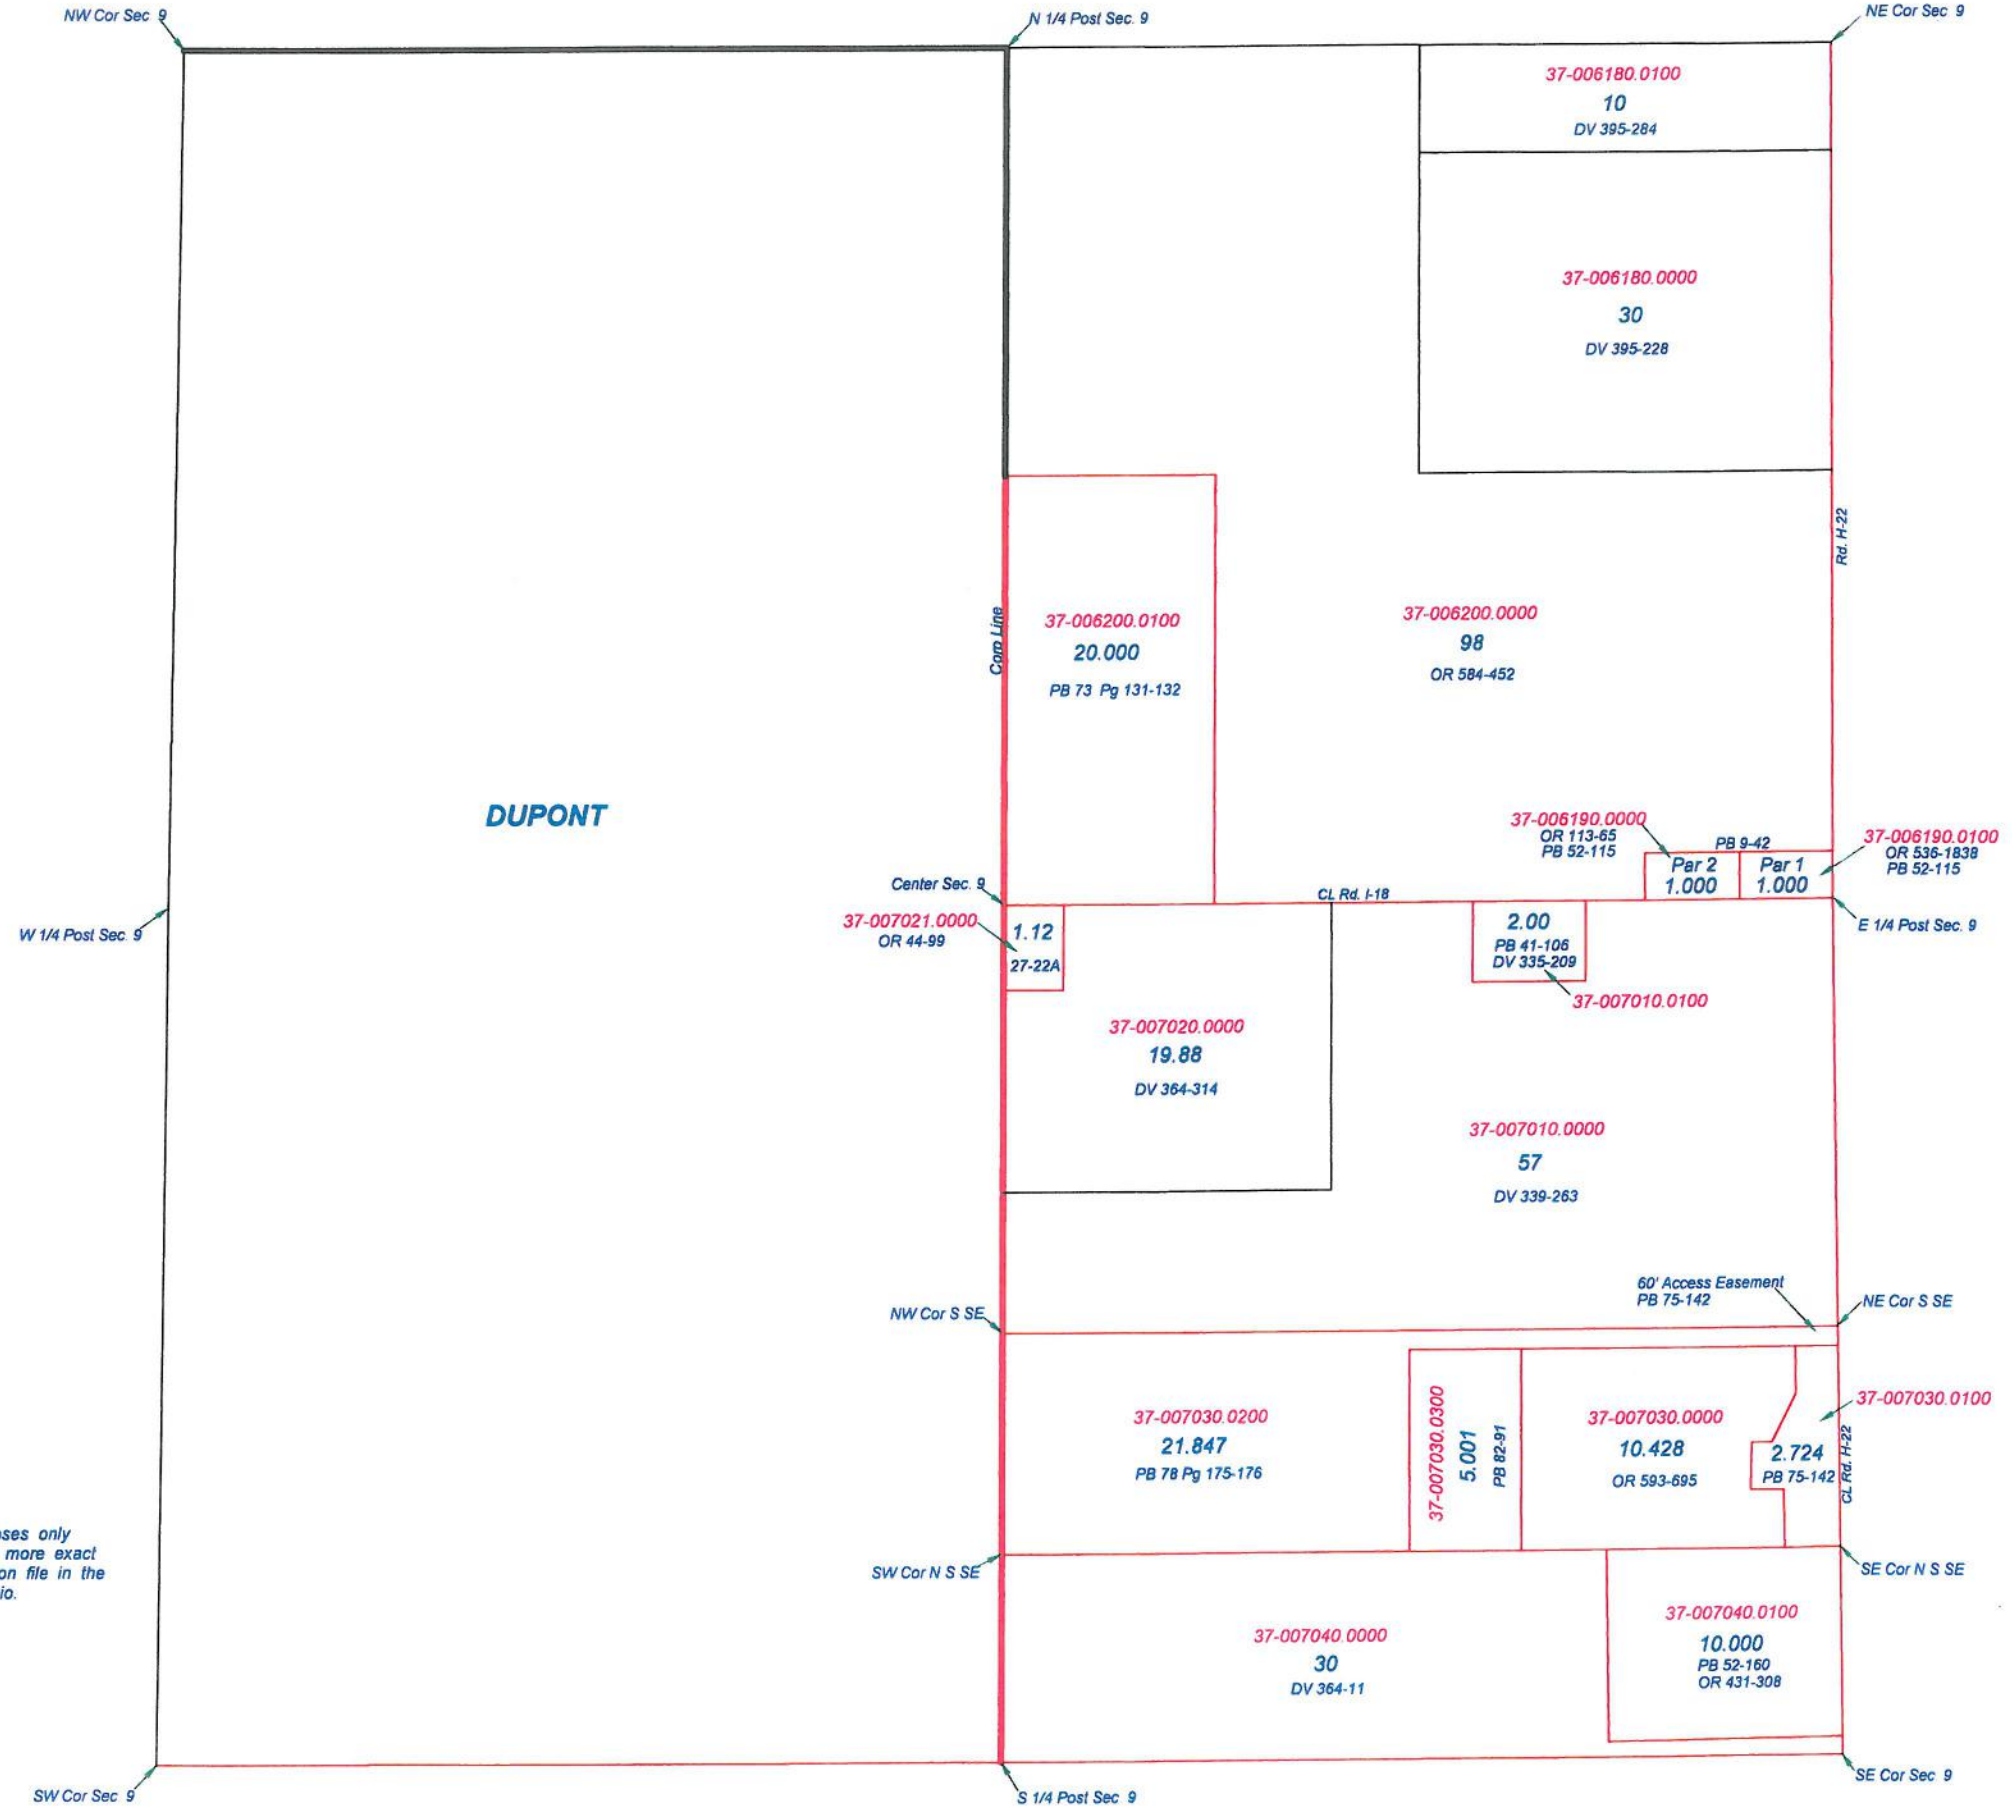 NW Cor Sec 9
N 1/4 Post Sec. 9
NE Cor Sec 9
37-006180.0100
10
DV 395-284
37-006180.0000
30
DV 395-228
Rd. H-22
Corp Line
37-006200.0100
20.000
PB 73 Pg 131-132
37-006200.0000
98
OR 584-452
DUPONT
37-006190.0000
OR 113-65
PB 52-115
PB 9-42
Par 2
1.000
Par 1
1.000
37-006190.0100
OR 536-1838
PB 52-115
Center Sec. 9
CL Rd. I-18
W 1/4 Post Sec. 9
E 1/4 Post Sec. 9
37-007021.0000
OR 44-99
1.12
27-22A
2.00
PB 41-106
DV 335-209
37-007010.0100
37-007020.0000
19.88
DV 364-314
37-007010.0000
57
DV 339-263
60' Access Easement
PB 75-142
NW Cor S SE
NE Cor S SE
37-007030.0200
21.847
PB 78 Pg 175-176
37-007030.0300
5.001
PB 82-91
37-007030.0000
10.428
OR 593-695
37-007030.0100
2.724
PB 75-142
CL Rd. H-22
ses only
more exact
on file in the
io.
SW Cor N S SE
SE Cor N S SE
37-007040.0000
30
DV 364-11
37-007040.0100
10.000
PB 52-160
OR 431-308
SW Cor Sec 9
S 1/4 Post Sec 9
SE Cor Sec 9